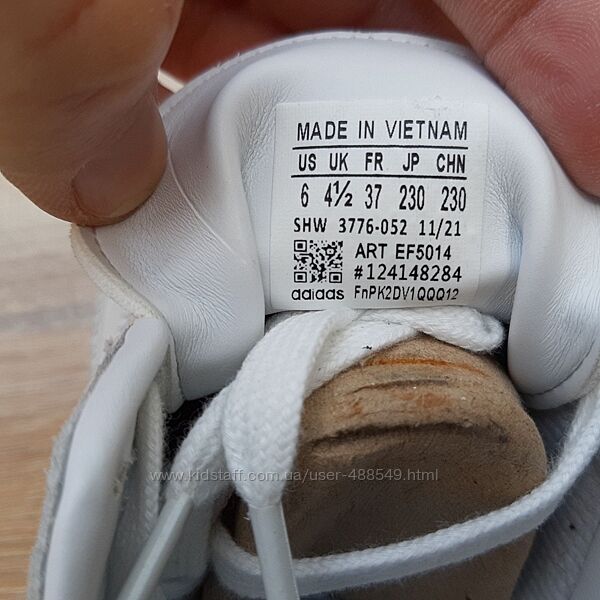 MADE IN VIETNAM
US UK FR JP CHN
6 4½ 37 230 230
SHW 3776-052 11/21
ART EF5014
#124148284
adidas FnPK2DV1QQQ12
www.kidstaff.com.ua/user-488549.html